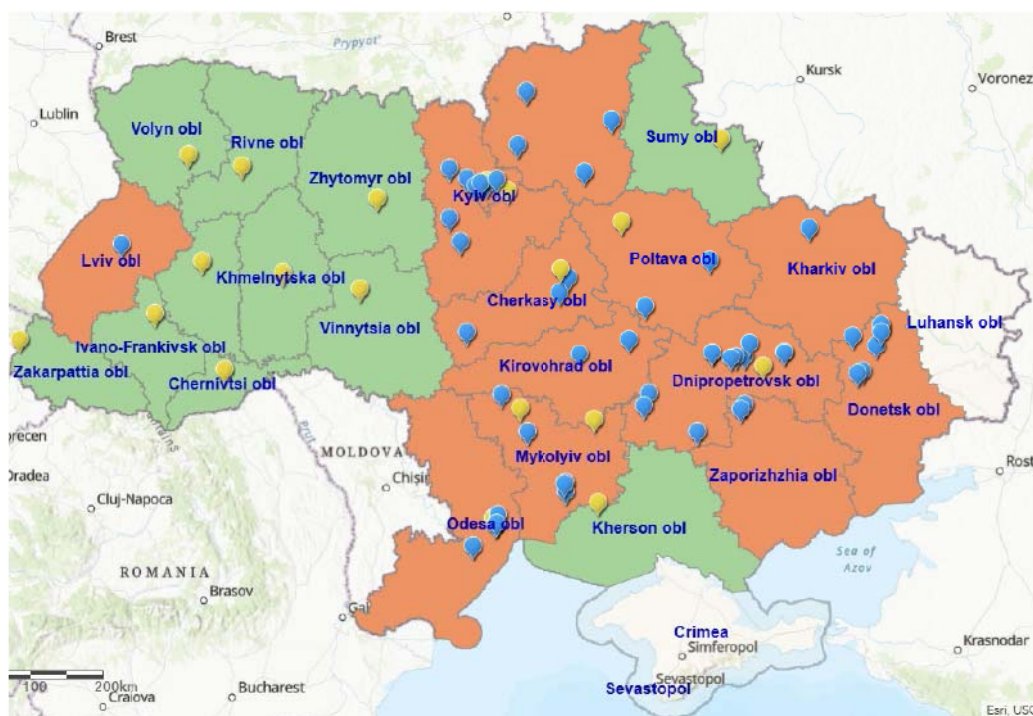 Brest
Prypyat'
Kursk
Voronez
Lublin
Volyn obl
Rivne obl
Sumy obl
Zhytomyr obl
Kyiv obl
Lviv obl
Khmelnytska obl
Poltava obl
Kharkiv obl
Cherkasy obl
Luhansk obl
Vinnytsia obl
Ivano-Frankivsk obl
Zakarpattia obl
Kirovohrad obl
Chernivtsi obl
Dnipropetrovsk obl
Donetsk obl
Prut
MOLDOVA
Mykolyiv obl
Rost
Oradea
Chiși
Zaporizhzhia obl
Cluj-Napoca
Odesa obl
Kherson obl
Sea of
Azov
ROMANIA
Brasov
Gal
Crimea
Simferopol
Krasnodar
Sevastopol
Sevastopol
100
200km
Bucharest
Craiova
Esri, USG